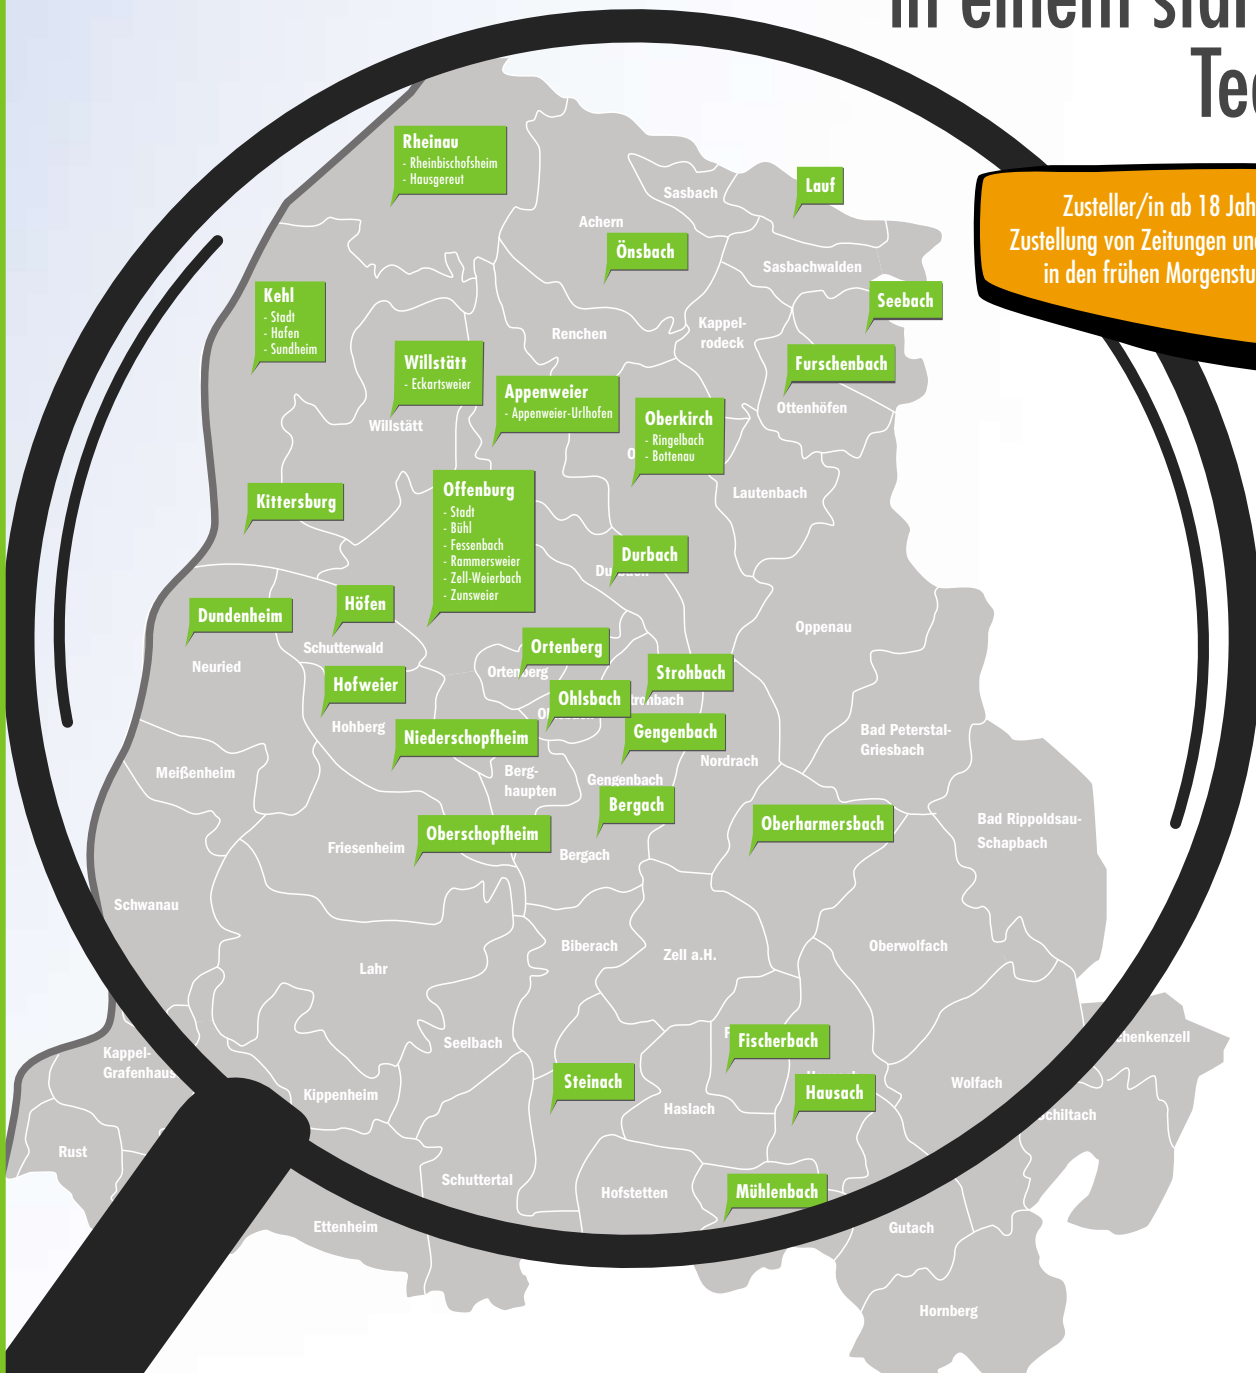 in einem
Zusteller/in ab 18
Zustellung von Zeitungen
in den frühen
Rheinau
- Rheinbischofsheim
- Hausgereut
Sasbach
Lauf
Achern
Önsbach
Sasbachwalden
Kehl
- Stadt
- Hafen
- Sundheim
Seebach
Renchen
Kappel-
rodeck
Willstätt
- Eckartsweier
Furschenbach
Appenweier
- Appenweier-Urlhofen
Ottenhöfen
Willstätt
Oberkirch
- Ringelbach
- Bottenau
Lautenbach
Kittersburg
Offenburg
- Stadt
- Bühl
- Fessenbach
- Rammersweier
- Zell-Weierbach
- Zunsweier
Durbach
Dundenheim
Höfen
Schutterwald
Oppenau
Neuried
Ortenberg
Ortenberg
Strohbach
Hofweier
Ohlsbach
Hohberg
Niederschopfheim
Gengenbach
Bad Peterstal-
Griesbach
Nordrach
Meißenheim
Berg-
haupten
Gengenbach
Bergach
Oberharmersbach
Bad Rippoldsau-
Schapbach
Friesenheim
Oberschopfheim
Bergach
Schwanau
Biberach
Zell a.H.
Oberwolfach
Lahr
Seelbach
Fischerbach
Kappel-
Steinach
Hausach
Wolfach
Kippenheim
Haslach
Rust
Schuttertal
Hofstetten
Mühlenbach
Ettenheim
Gutach
Hornberg